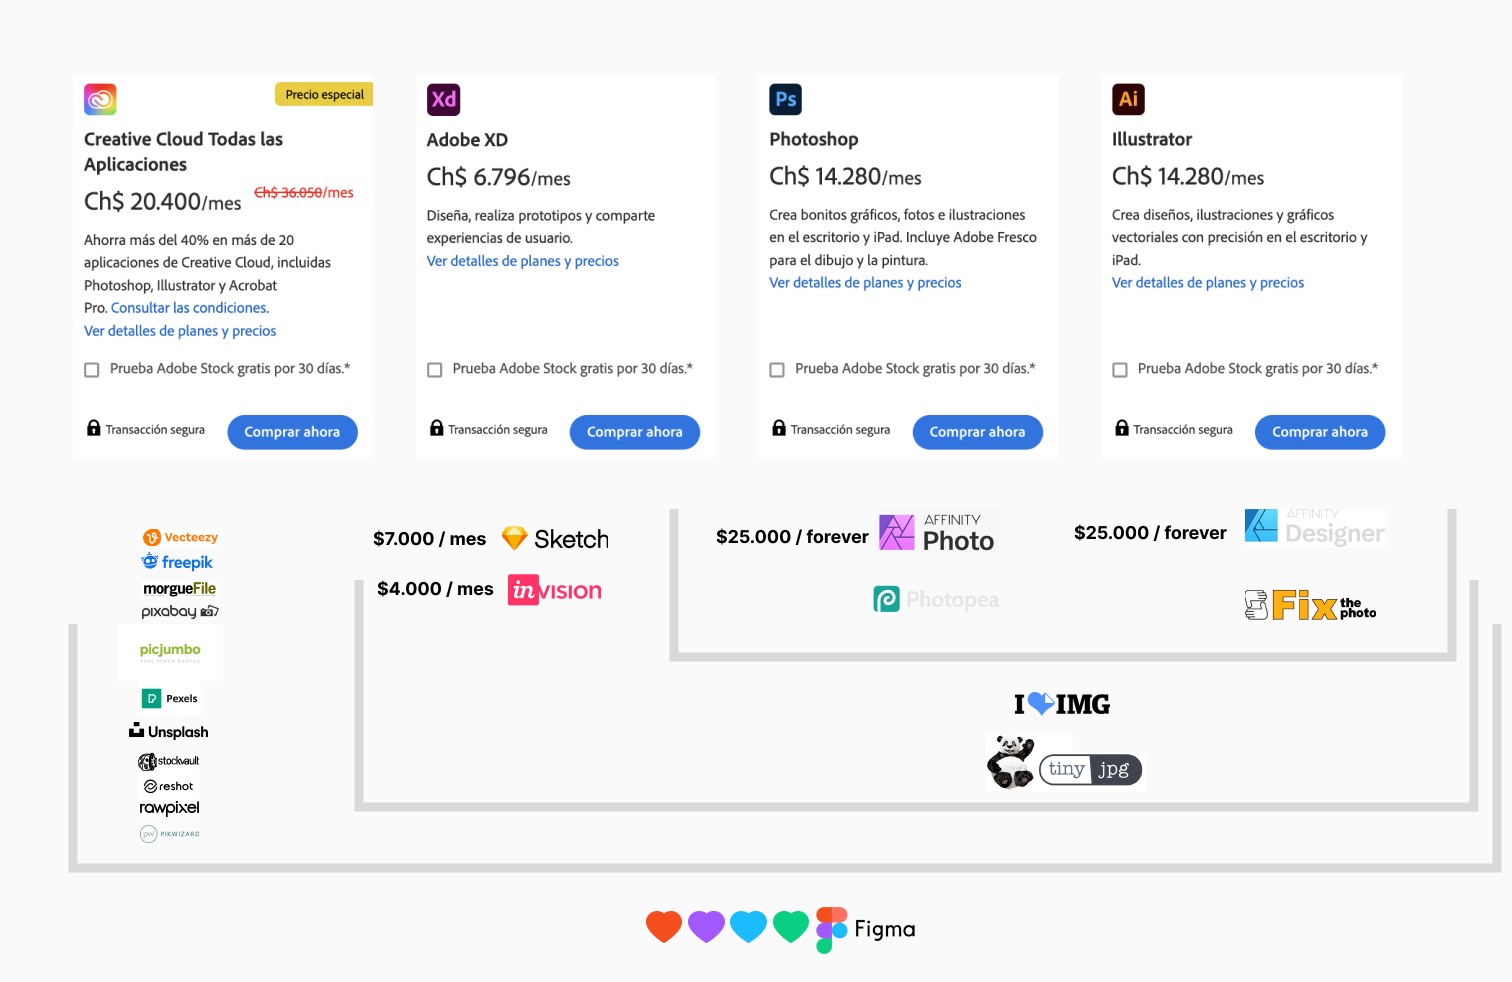 Precio especial
Creative Cloud Todas las
Aplicaciones
Ch$ 20.400/mes Ch$ 36.050/mes
Ahorra más del 40% en más de 20
aplicaciones de Creative Cloud, incluidas
Photoshop, Illustrator y Acrobat
Pro. Consultar las condiciones.
Ver detalles de planes y precios
Prueba Adobe Stock gratis por 30 días.*
Transacción segura
Comprar ahora
Xd
Adobe XD
Ch$ 6.796/mes
Diseña, realiza prototipos y comparte
experiencias de usuario.
Ver detalles de planes y precios
Prueba Adobe Stock gratis por 30 días.*
Transacción segura
Comprar ahora
Ps
Photoshop
Ch$ 14.280/mes
Crea bonitos gráficos, fotos e ilustraciones
en el escritorio y iPad. Incluye Adobe Fresco
para el dibujo y la pintura.
Ver detalles de planes y precios
Prueba Adobe Stock gratis por 30 días.*
Transacción segura
Comprar ahora
Ai
Illustrator
Ch$ 14.280/mes
Crea diseños, ilustraciones y gráficos
vectoriales con precisión en el escritorio y
iPad.
Ver detalles de planes y precios
Prueba Adobe Stock gratis por 30 días.*
Transacción segura
Comprar ahora
Vecteezy
freepik
morgueFile
pixabay
picjumbo
FREE STOCK PHOTOS
Pexels
Unsplash
stockvault
reshot
rawpixel
pw PIKWIZARD
$7.000 / mes Sketch
$4.000 / mes inVISION
$25.000 / forever AFFINITY
Photo
Photopea
$25.000 / forever AFFINITY
Designer
Fix the
photo
I IMG
tiny jpg
Figma